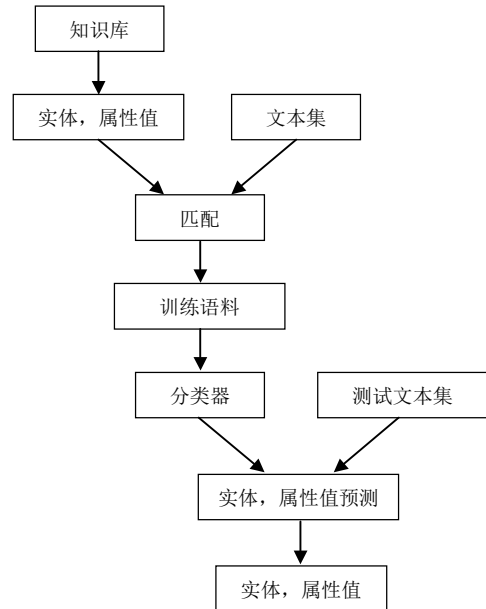 知识库
实体，属性值
文本集
匹配
训练语料
分类器
测试文本集
实体，属性值预测
实体，属性值